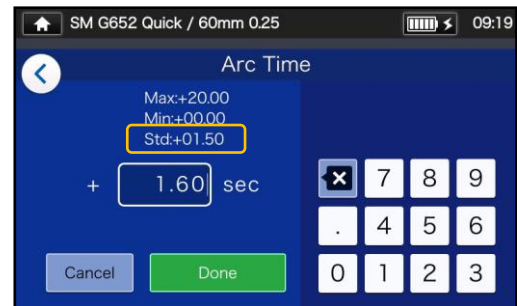 SM G652 Quick / 60mm 0.25 09:19
Arc Time
Max:+20.00
Min:+00.00
Std:+01.50
+ 1.60 sec
7 8 9
. 4 5 6
Cancel Done 0 1 2 3